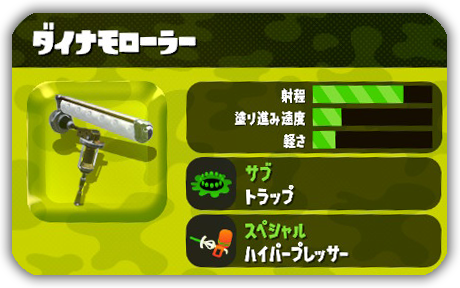 ダイナモローラー
射程
塗り進み速度
軽さ
サブ
トラップ
スペシャル
ハイパープレッサー